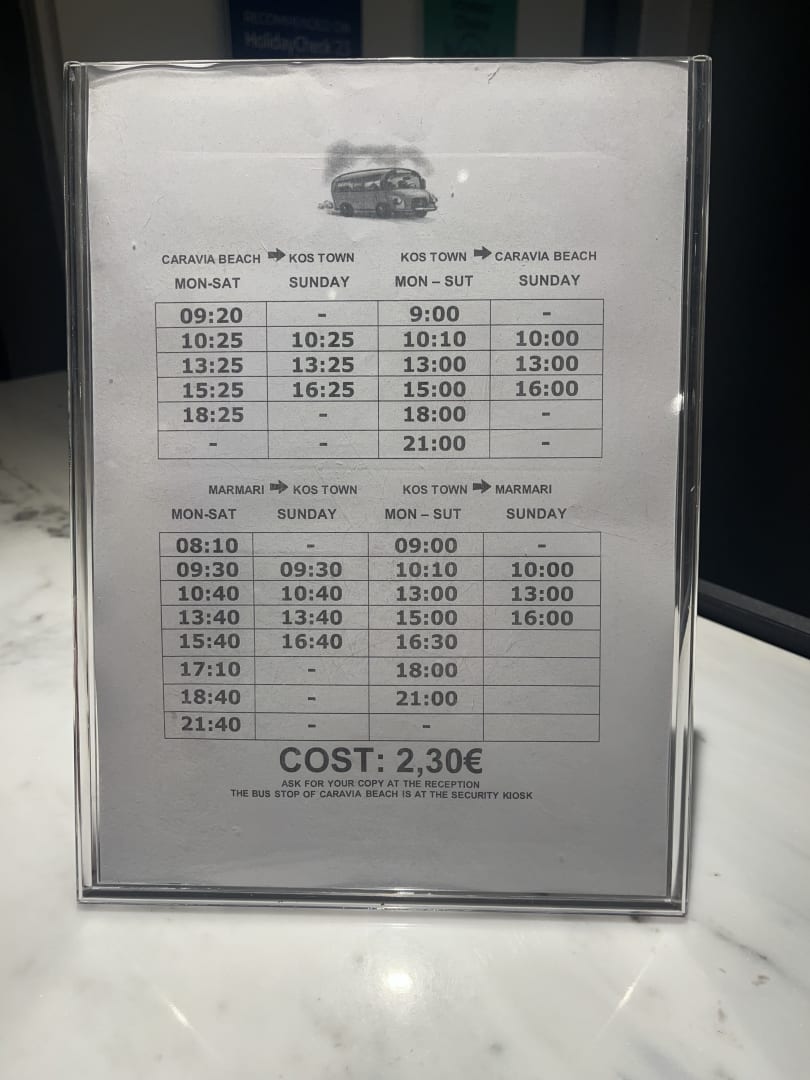 RECOMMENDED ON
HolidayCheck
CARAVIA BEACH ➡ KOS TOWN KOS TOWN ➡ CARAVIA BEACH
MON-SAT SUNDAY MON – SUT SUNDAY
09:20 - 9:00 -
10:25 10:25 10:10 10:00
13:25 13:25 13:00 13:00
15:25 16:25 15:00 16:00
18:25 - 18:00 -
- - 21:00 -
MARMARI ➡ KOS TOWN KOS TOWN ➡ MARMARI
MON-SAT SUNDAY MON – SUT SUNDAY
08:10 - 09:00 -
09:30 09:30 10:10 10:00
10:40 10:40 13:00 13:00
13:40 13:40 15:00 16:00
15:40 16:40 16:30
17:10 - 18:00
18:40 - 21:00
21:40 - -
COST: 2,30€
ASK FOR YOUR COPY AT THE RECEPTION
THE BUS STOP OF CARAVIA BEACH IS AT THE SECURITY KIOSK